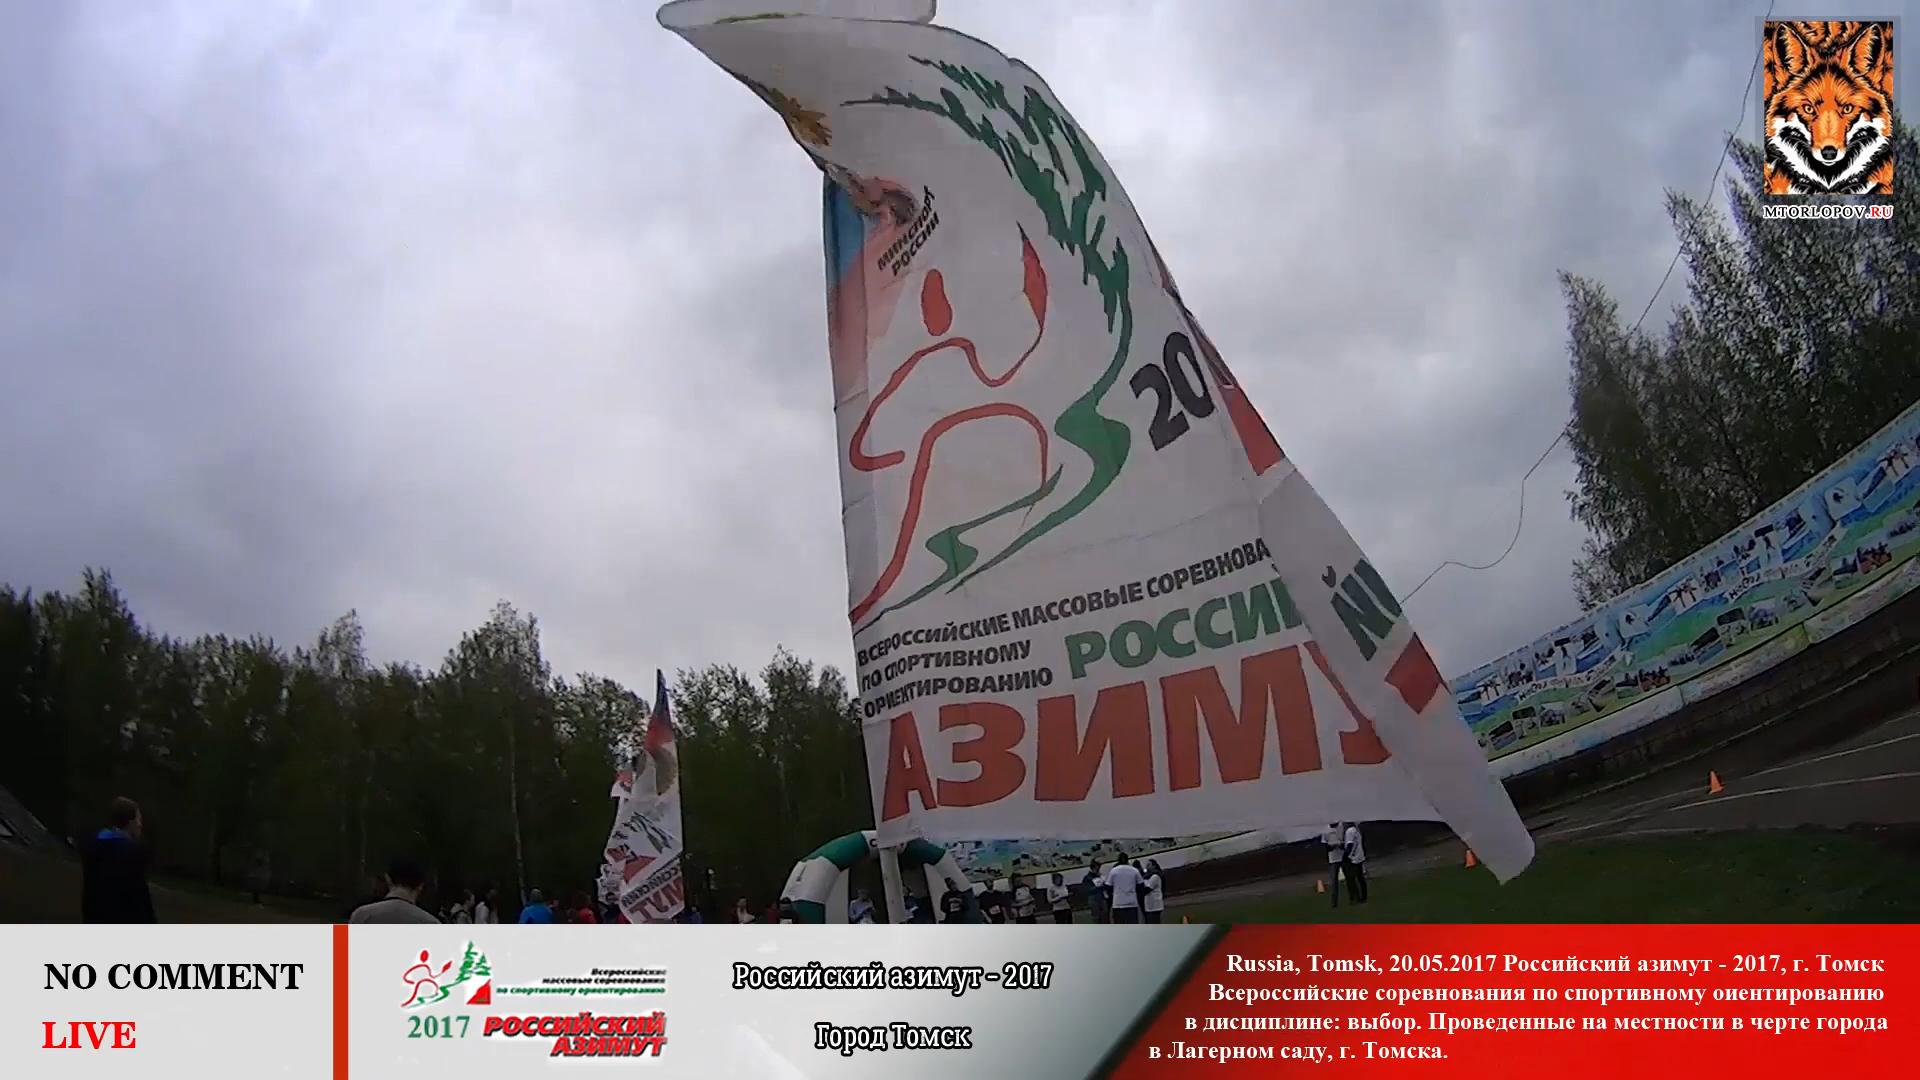 MTORLOPOV.RU
МИНСПОРТ
РОССИИ
20
ВСЕРОССИЙСКИЕ МАССОВЫЕ СОРЕВНОВА
ПО СПОРТИВНОМУ
ОРИЕНТИРОВАНИЮ
РОССИЙ
АЗИМУ
NO COMMENT
LIVE
Всероссийские
массовые соревнования
по спортивному ориентированию
2017 РОССИЙСКИЙ
АЗИМУТ
Российский азимут - 2017
Город Томск
Russia, Tomsk, 20.05.2017 Российский азимут - 2017, г. Томск
Всероссийские соревнования по спортивному оиентированию
в дисциплине: выбор. Проведенные на местности в черте города
в Лагерном саду, г. Томска.